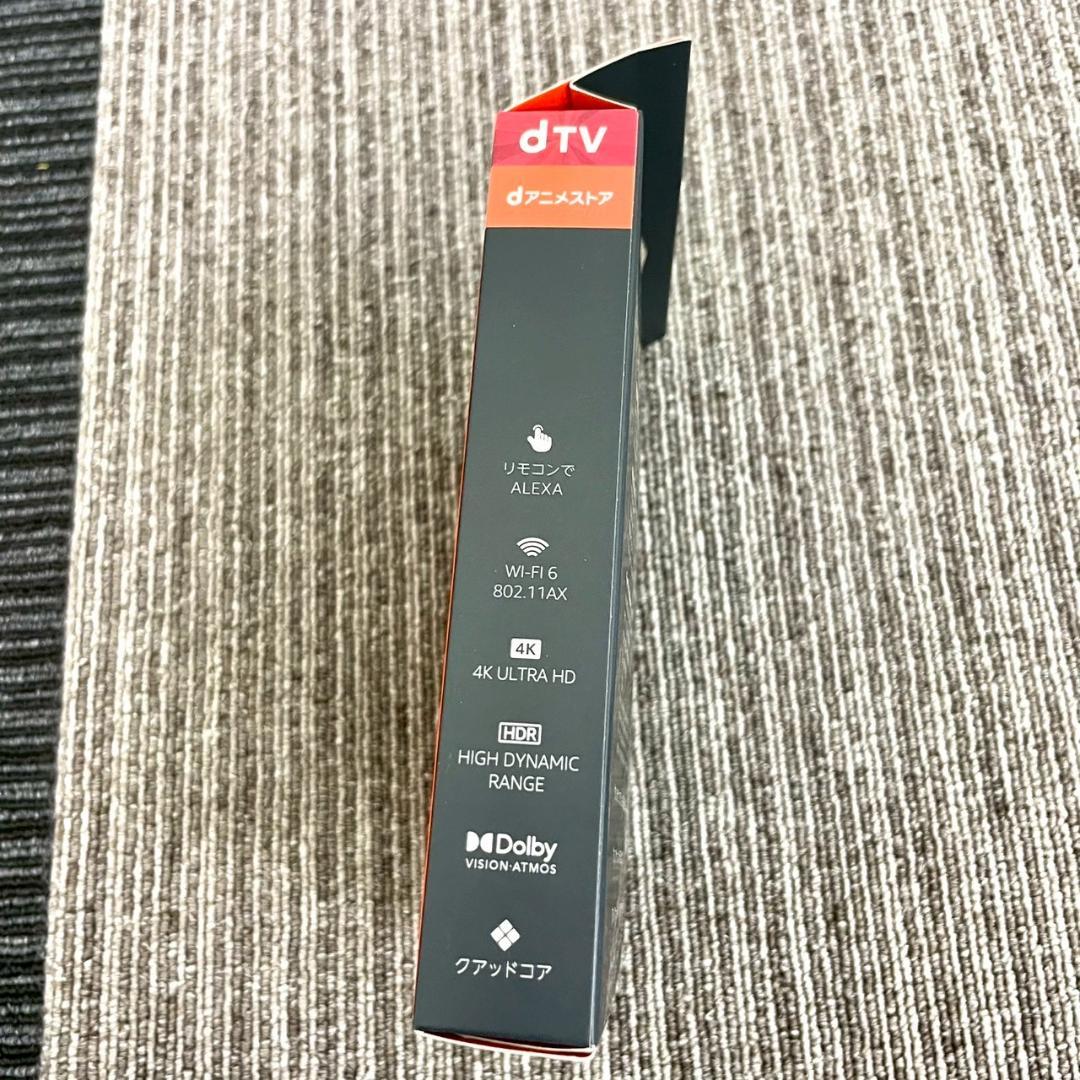 dTV
dアニメストア
リモコンで
ALEXA
WI-FI 6
802.11AX
4K
4K ULTRA HD
HDR
HIGH DYNAMIC
RANGE
Dolby
VISION·ATMOS
クアッドコア